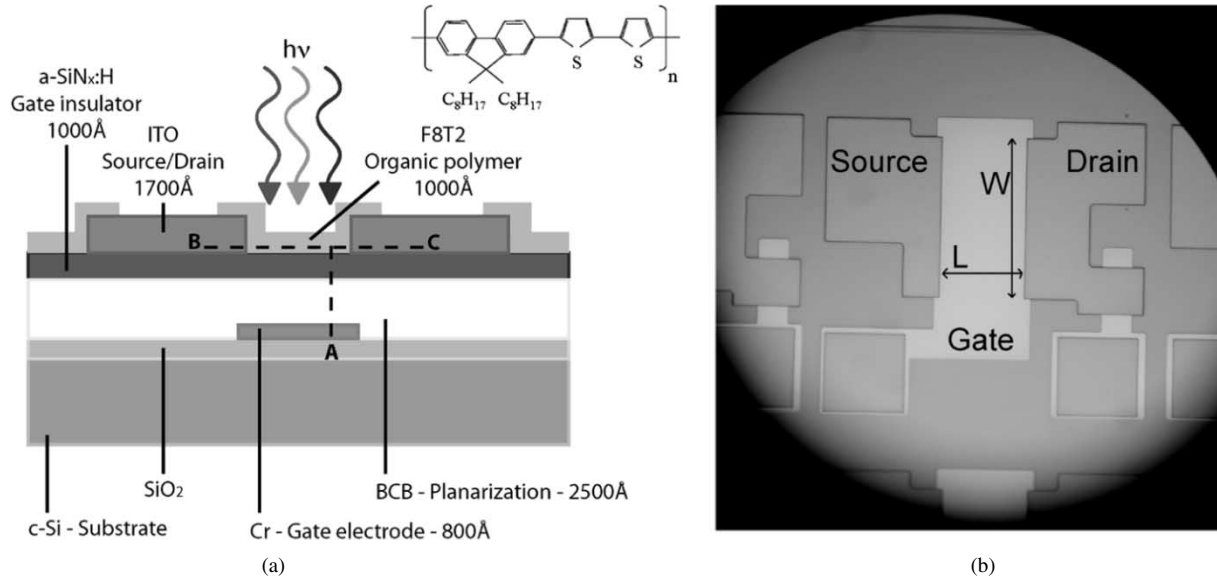 hν
a-SiNₓ:H
Gate insulator
1000Å
ITO
Source/Drain
1700Å
F8T2
Organic polymer
1000Å
S
S
n
C₈H₁₇
C₈H₁₇
B
C
A
SiO₂
BCB - Planarization - 2500Å
c-Si - Substrate
Cr - Gate electrode - 800Å
(a)
Source
Drain
W
L
Gate
(b)